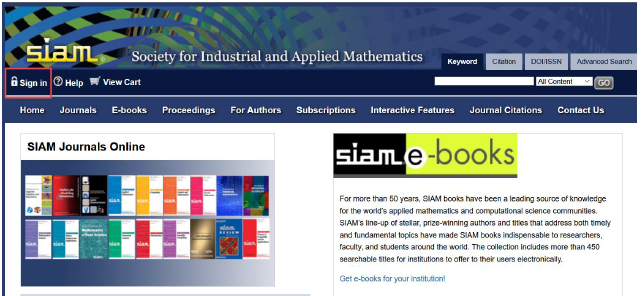 siam
Society for Industrial and Applied Mathematics
Keyword Citation DOI/ISSN Advanced Search
Sign in Help View Cart All Content GO
Home Journals E-books Proceedings For Authors Subscriptions Interactive Features Journal Citations Contact Us
SIAM Journals Online
SIAM REVIEW
siam e-books
For more than 50 years, SIAM books have been a leading source of knowledge
for the world's applied mathematics and computational science communities.
SIAM's line-up of stellar, prize-winning authors and titles that address both timely
and fundamental topics have made SIAM books indispensable to researchers,
faculty, and students around the world. The collection includes more than 450
searchable titles for institutions to offer to their users electronically.
Get e-books for your institution!